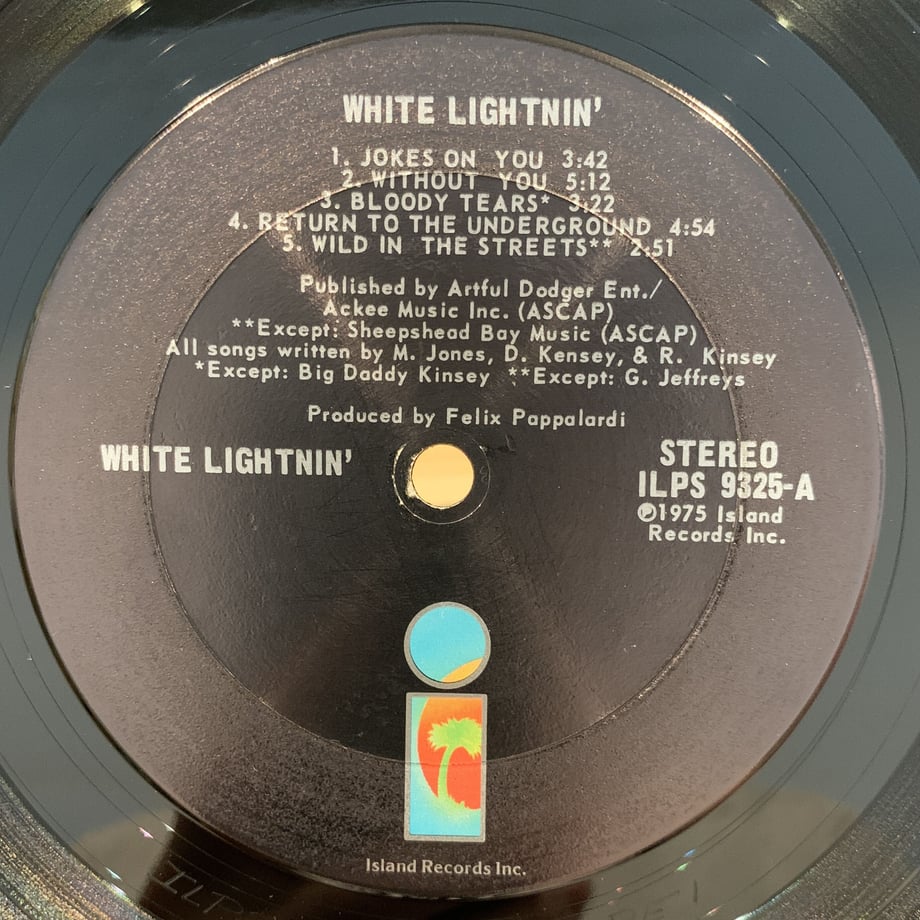 WHITE LIGHTNIN'
1. JOKES ON YOU 3:42
2. WITHOUT YOU 5:12
3. BLOODY TEARS* 3:22
4. RETURN TO THE UNDERGROUND 4:54
5. WILD IN THE STREETS** 2:51
Published by Artful Dodger Ent./
Ackee Music Inc. (ASCAP)
**Except: Sheepshead Bay Music (ASCAP)
All songs written by M. Jones, D. Kensey, & R. Kinsey
*Except: Big Daddy Kinsey **Except: G. Jeffreys
Produced by Felix Pappalardi
WHITE LIGHTNIN'
STEREO
ILPS 9325-A
℗1975 Island
Records Inc.
Island Records Inc.
ILP